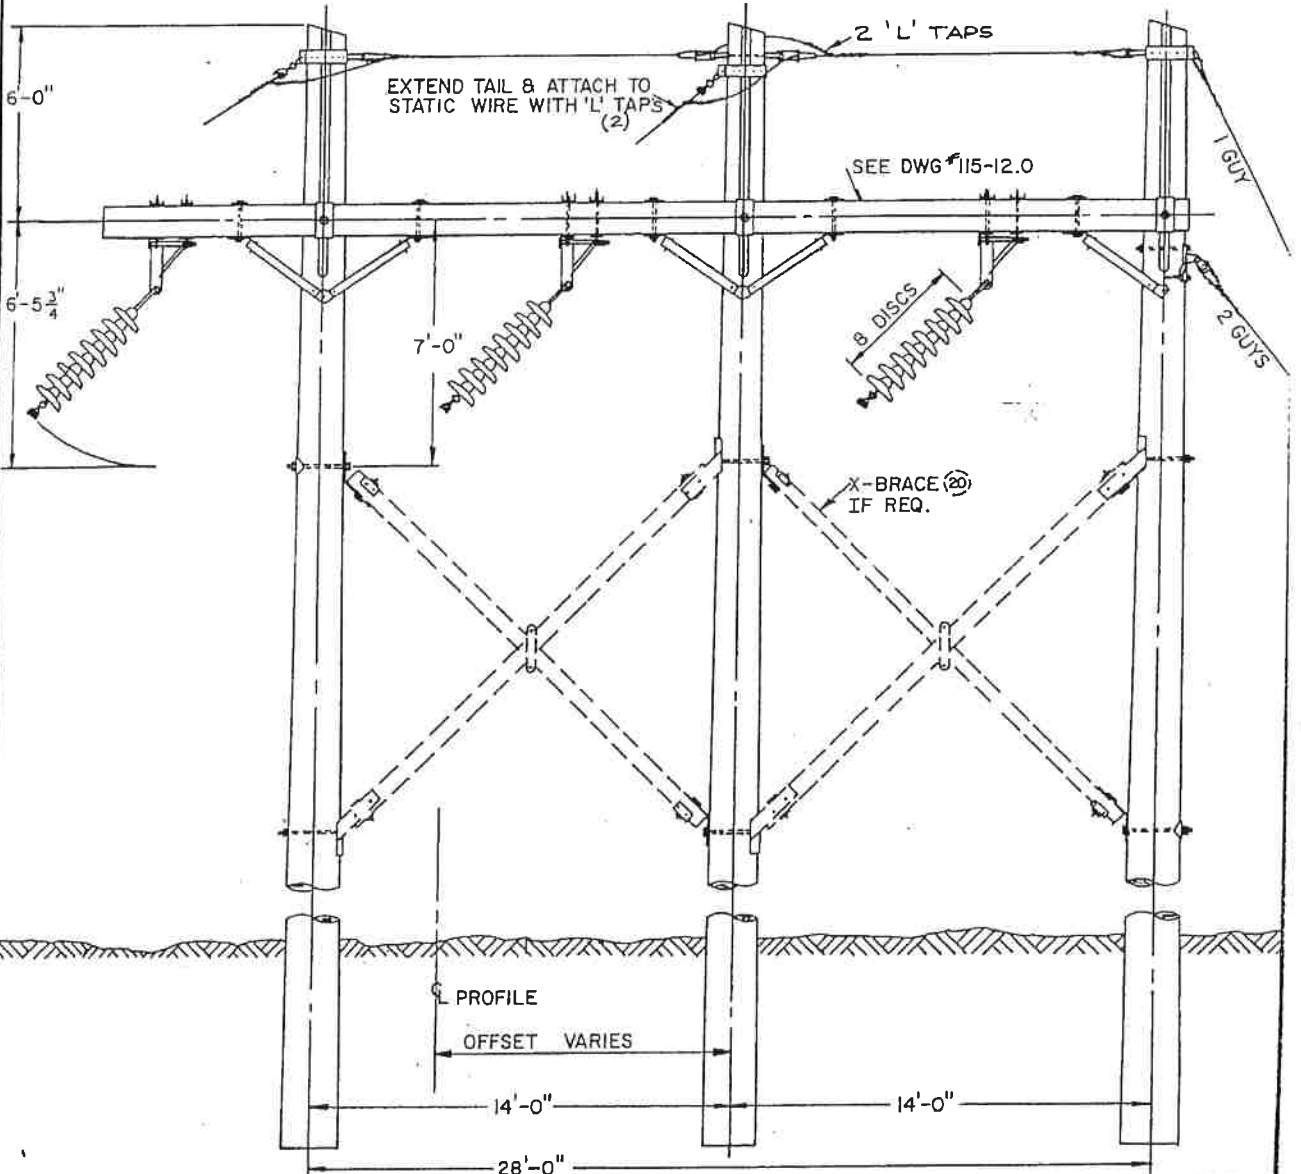 2 'L' TAPS
EXTEND TAIL & ATTACH TO
STATIC WIRE WITH 'L' TAPS
(2)
6'-0"
1 GUY
SEE DWG #115-12.0
6'-5 3/4"
8 DISCS
2 GUYS
7'-0"
X-BRACE (20)
IF REQ.
℄ PROFILE
OFFSET VARIES
14'-0"
14'-0"
28'-0"